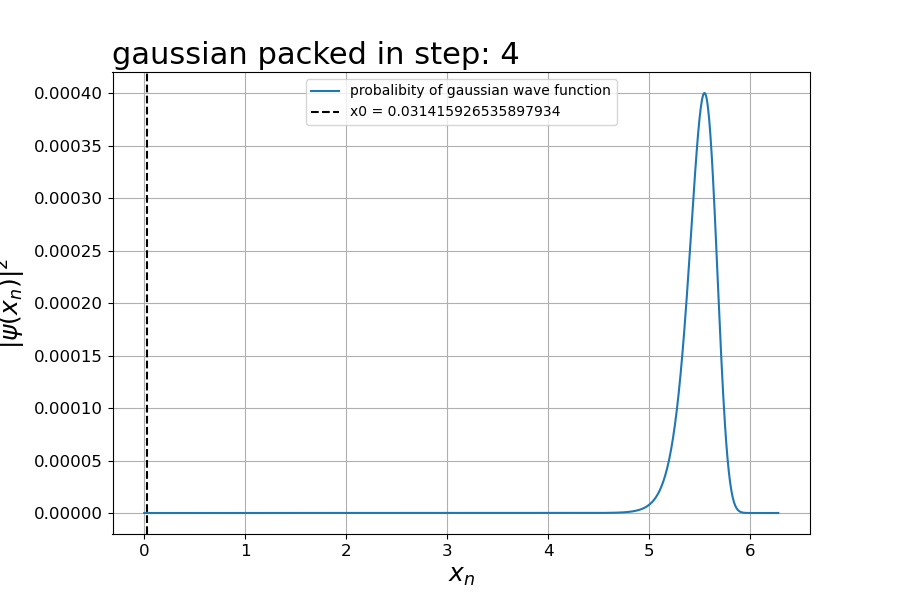 gaussian packed in step: 4
probalibity of gaussian wave function
x0 = 0.031415926535897934
0.00040
0.00035
0.00030
0.00025
0.00020
0.00015
0.00010
0.00005
0.00000
|ψ(xₙ)|²
0 1 2 3 4 5 6
xₙ